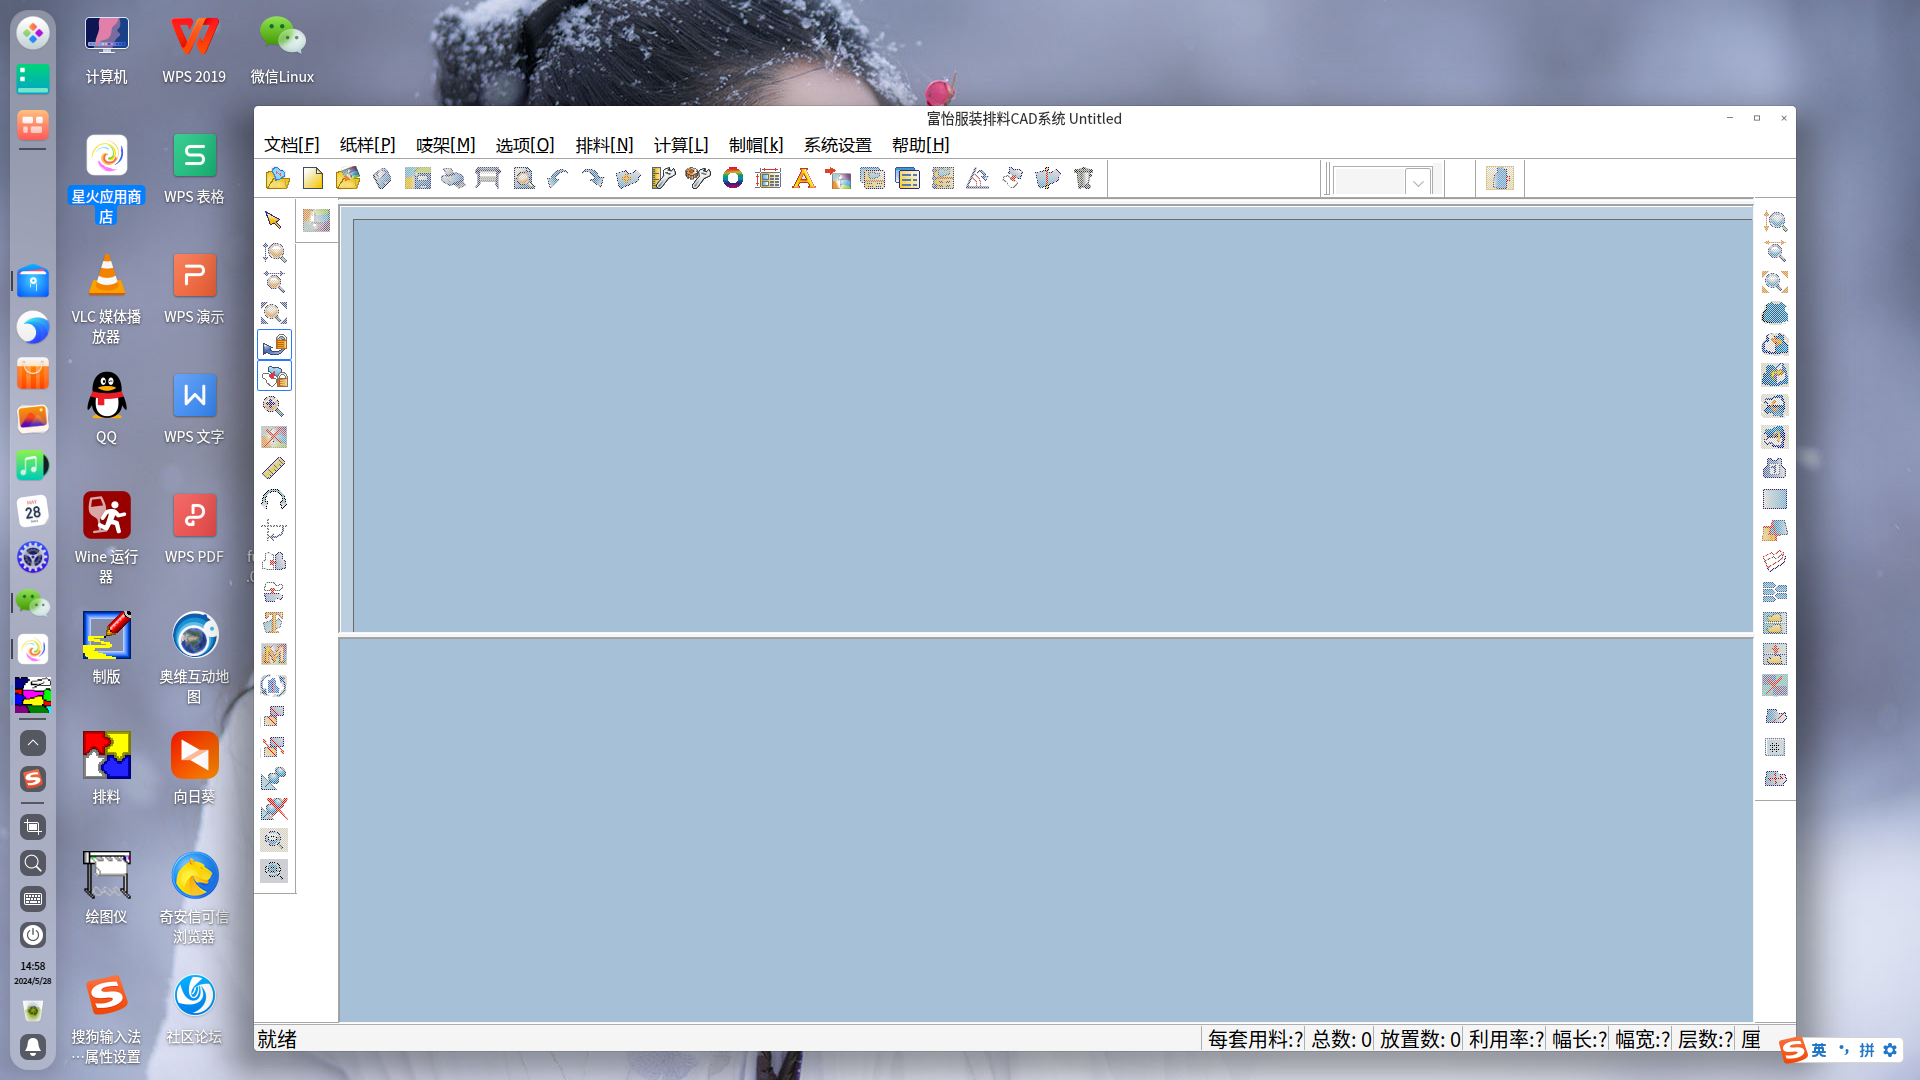 计算机
WPS 2019
微信Linux
富怡服装排料CAD系统 Untitled
文档[F] 纸样[P] 唛架[M] 选项[O] 排料[N] 计算[L] 制帽[k] 系统设置 帮助[H]
星火应用商
店
WPS 表格
VLC 媒体播
放器
WPS 演示
QQ
WPS 文字
Wine 运行
器
WPS PDF
制版
奥维互动地
图
排料
向日葵
绘图仪
奇安信可信
浏览器
搜狗输入法
…属性设置
社区论坛
MAY
28
14:58
2024/5/28
就绪
每套用料:? 总数: 0 放置数: 0 利用率:? 幅长:? 幅宽:? 层数:? 厘
英 拼